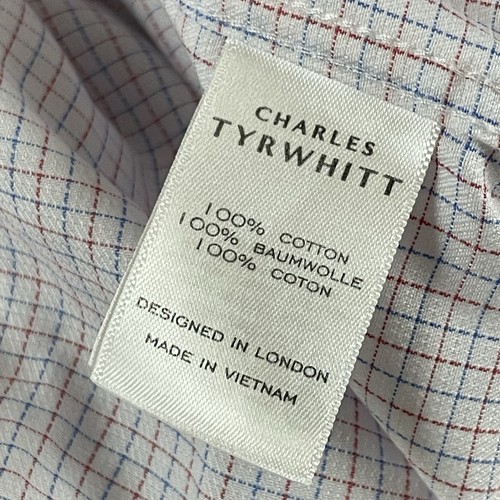 CHARLES
TYRWHITT
100% COTTON
100% BAUMWOLLE
100% COTON
DESIGNED IN LONDON
MADE IN VIETNAM